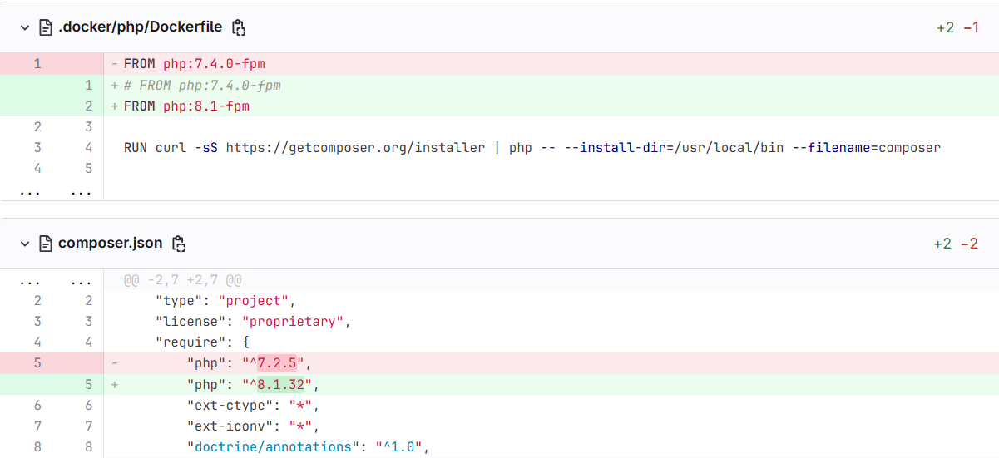 .docker/php/Dockerfile +2 −1
1 - FROM php:7.4.0-fpm
1 + # FROM php:7.4.0-fpm
2 + FROM php:8.1-fpm
2 3
3 4 RUN curl -sS https://getcomposer.org/installer | php -- --install-dir=/usr/local/bin --filename=composer
4 5
... ...
composer.json +2 −2
... ... @@ -2,7 +2,7 @@
2 2 "type": "project",
3 3 "license": "proprietary",
4 4 "require": {
5 - "php": "^7.2.5",
5 + "php": "^8.1.32",
6 6 "ext-ctype": "*",
7 7 "ext-iconv": "*",
8 8 "doctrine/annotations": "^1.0",